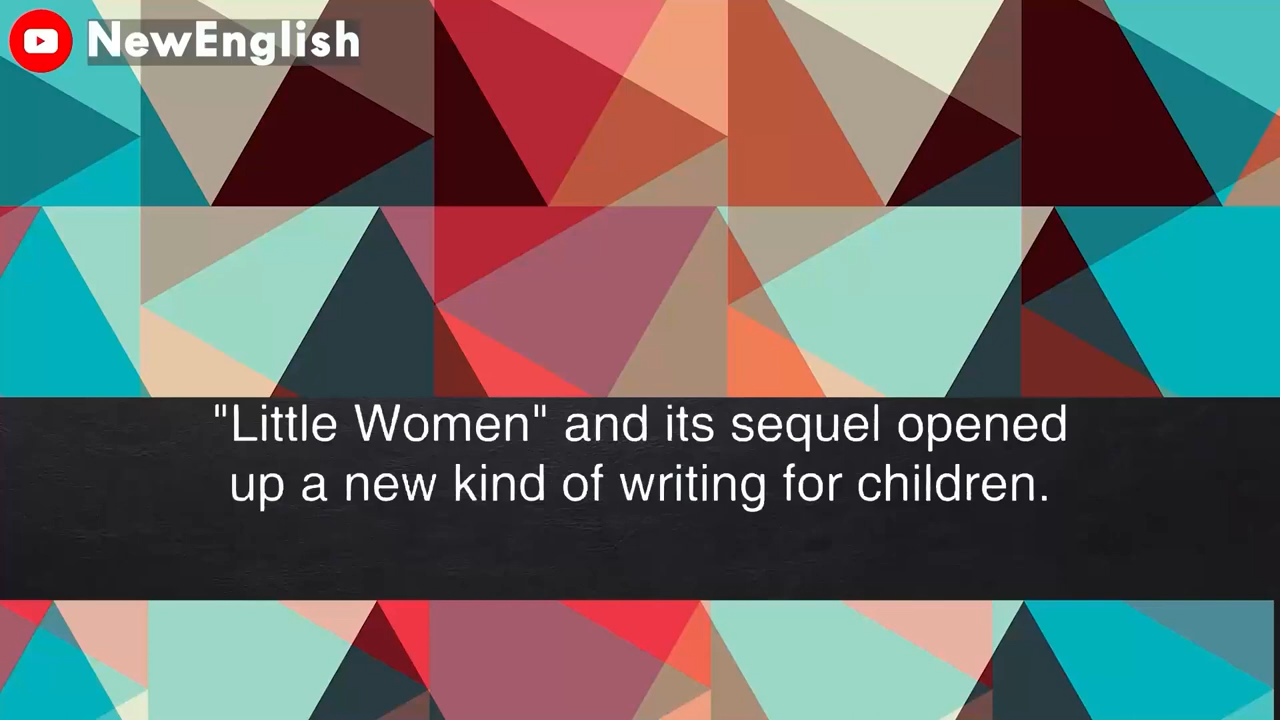 NewEnglish
"Little Women" and its sequel opened
up a new kind of writing for children.